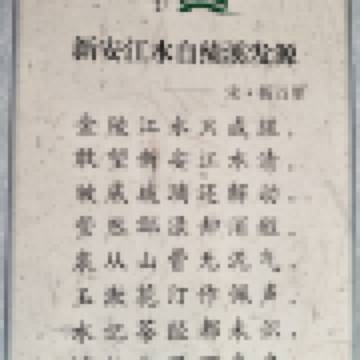 新安江水自绩溪发源
宋·杨万里
金陵江水只咸腥，
敢望新安江水清。
底玻璃还解动，
莹然醽醁却消酲。
泉从山骨无泥气，
玉漱花汀作佩声。
水记茶经都未识，